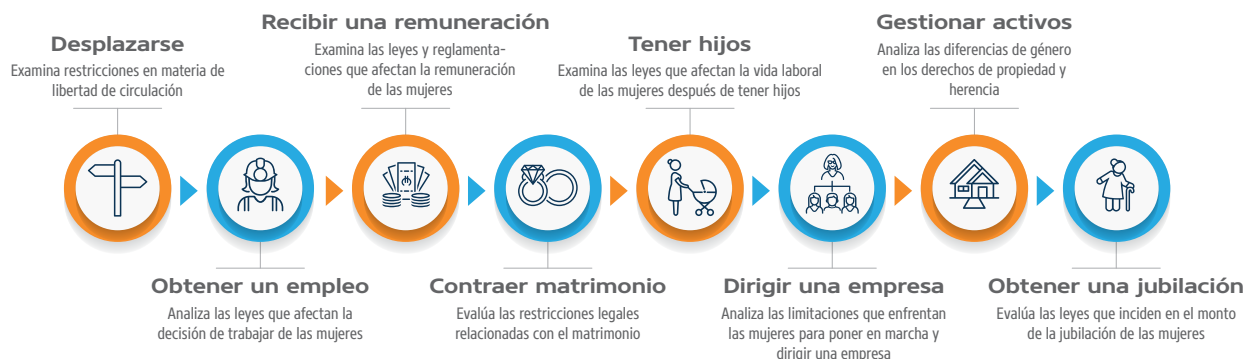 Desplazarse
Examina restricciones en materia de
libertad de circulación
Obtener un empleo
Analiza las leyes que afectan la
decisión de trabajar de las mujeres
Recibir una remuneración
Examina las leyes y reglamenta-
ciones que afectan la remuneración
de las mujeres
Contraer matrimonio
Evalúa las restricciones legales
relacionadas con el matrimonio
Tener hijos
Examina las leyes que afectan la vida laboral
de las mujeres después de tener hijos
Dirigir una empresa
Analiza las limitaciones que enfrentan
las mujeres para poner en marcha y
dirigir una empresa
Gestionar activos
Analiza las diferencias de género
en los derechos de propiedad y
herencia
Obtener una jubilación
Evalúa las leyes que inciden en el monto
de la jubilación de las mujeres